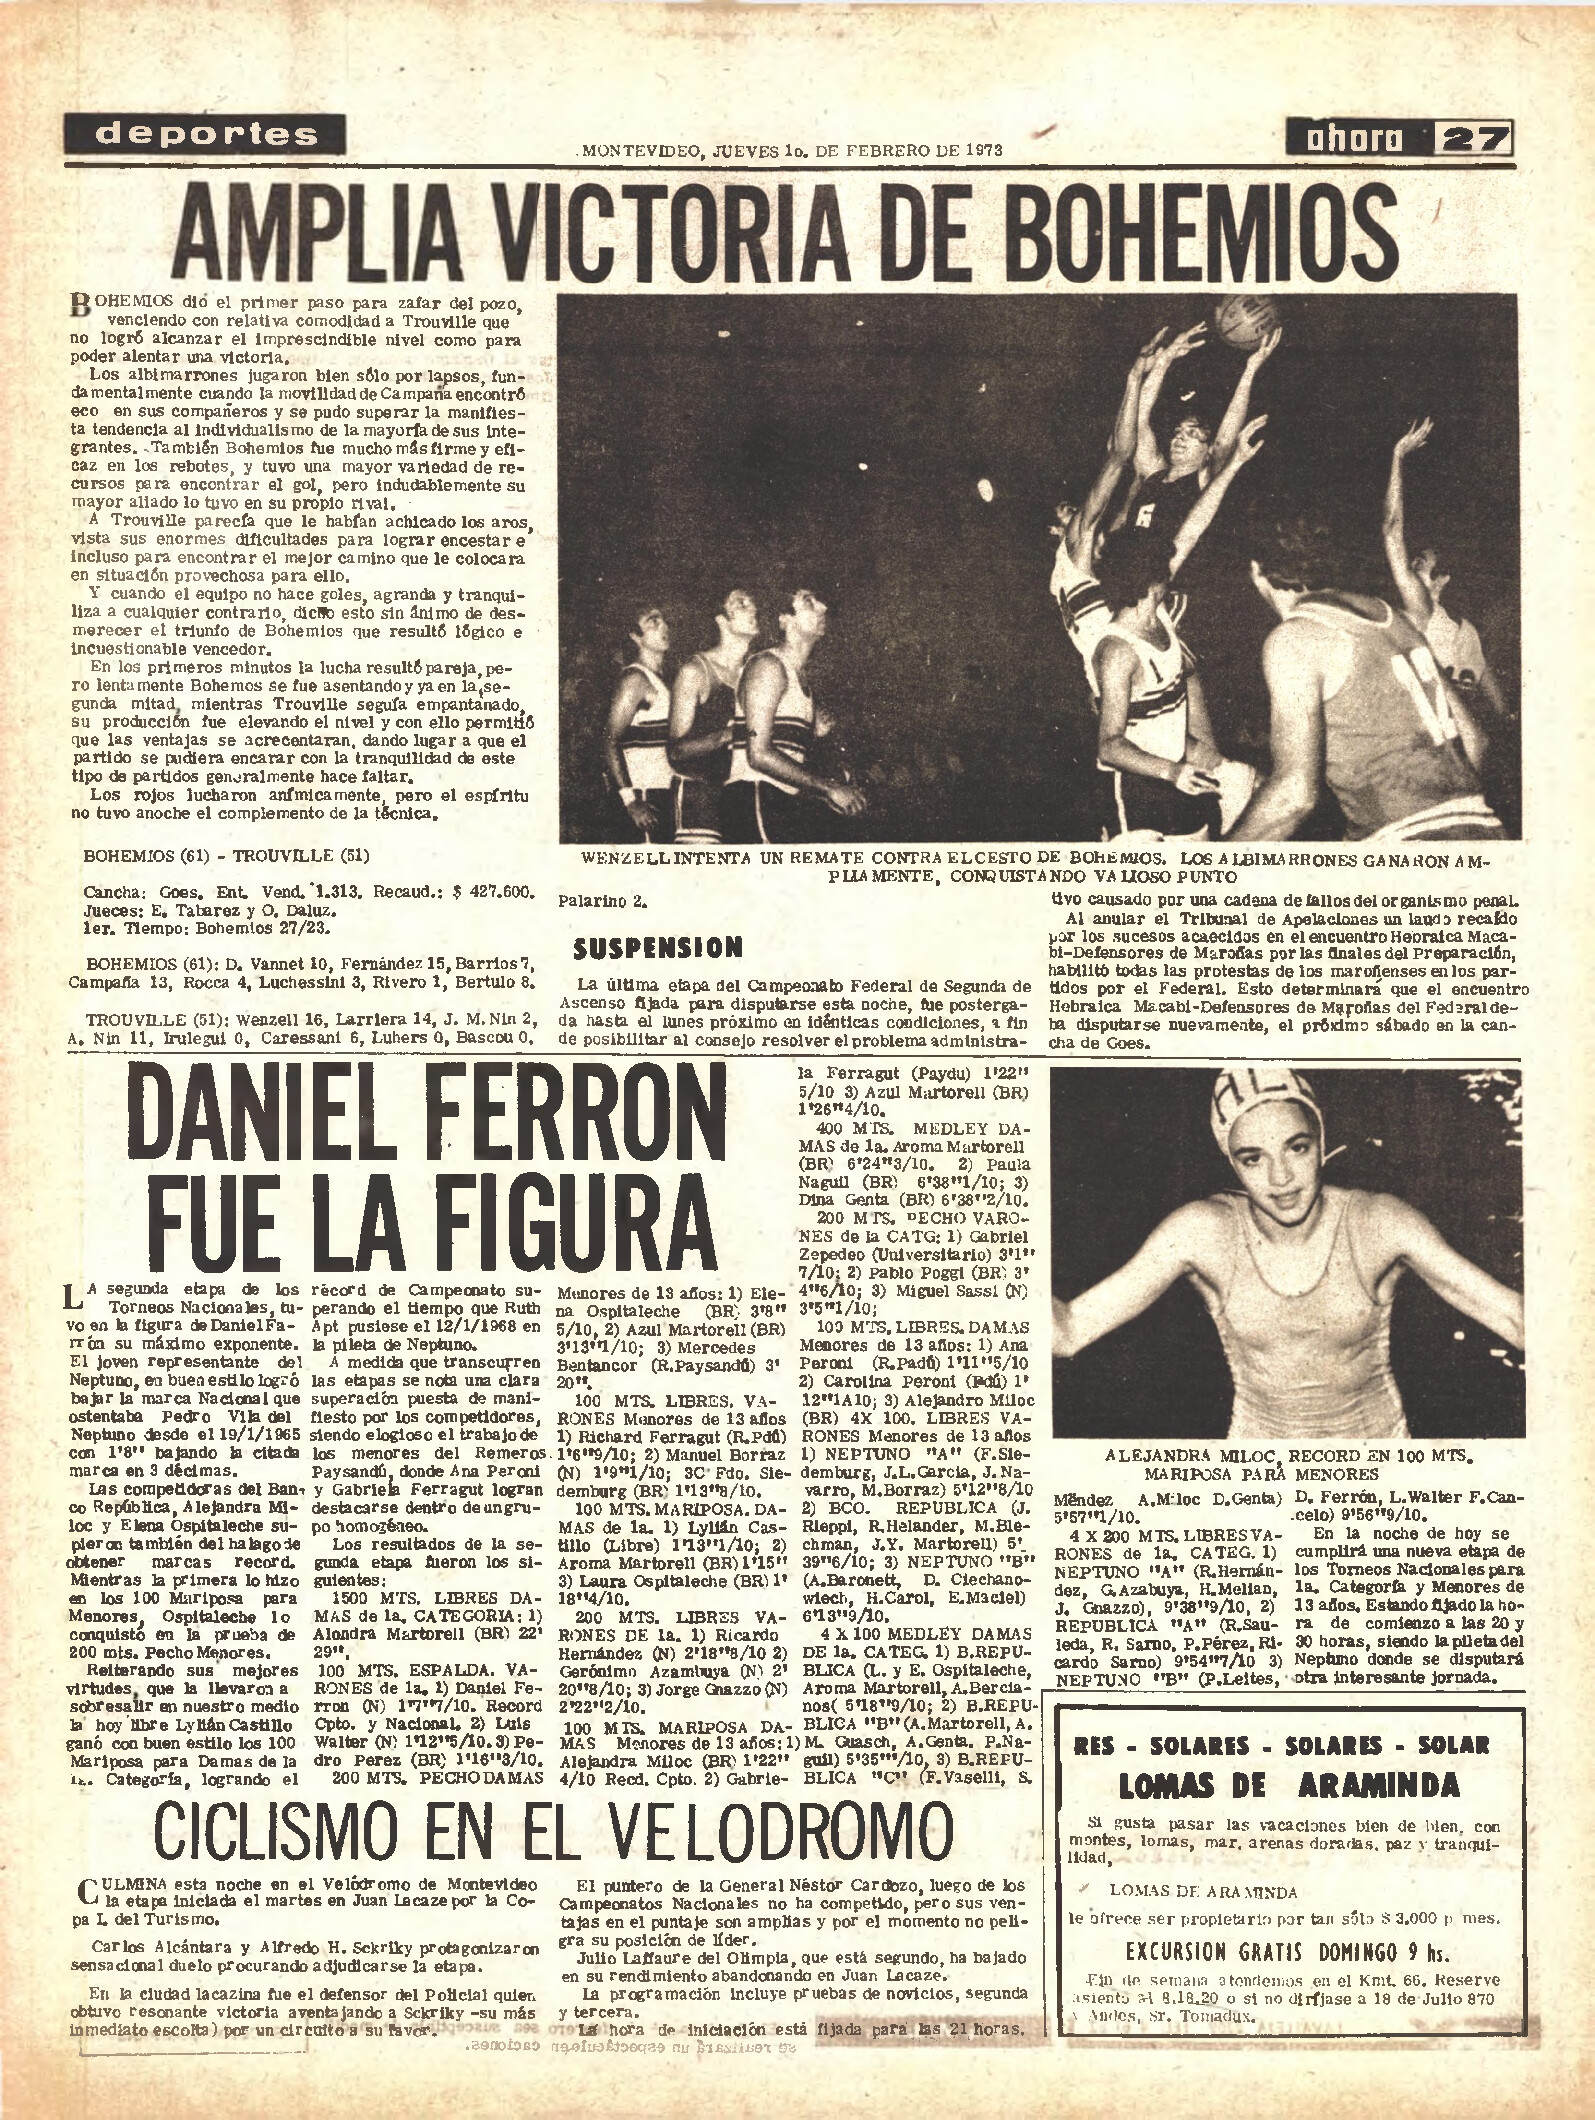 deportes
MONTEVIDEO, JUEVES 1o. DE FEBRERO DE 1973
ahora 27
AMPLIA VICTORIA DE BOHEMIOS
BOHEMIOS dió el primer paso para zafar del pozo,
venciendo con relativa comodidad a Trouville que
no logró alcanzar el imprescindible nivel como para
poder alentar una victoria.
Los albimarrones jugaron bien sólo por lapsos, fun-
damentalmente cuando la movilidad de Campaña encontró
eco en sus compañeros y se pudo superar la manifies-
ta tendencia al individualismo de la mayoría de sus inte-
grantes. También Bohemios fue mucho más firme y efi-
caz en los rebotes, y tuvo una mayor variedad de re-
cursos para encontrar el gol, pero indudablemente su
mayor aliado lo tuvo en su propio rival.
A Trouville parecía que le habían achicado los aros,
vista sus enormes dificultades para lograr encestar e
incluso para encontrar el mejor camino que le colocara
en situación provechosa para ello.
Y cuando el equipo no hace goles, agranda y tranqui-
liza a cualquier contrario, dicho esto sin ánimo de des-
merecer el triunfo de Bohemios que resultó lógico e
incuestionable vencedor.
En los primeros minutos la lucha resultó pareja, pe-
ro lentamente Bohemos se fue asentando y ya en la se-
gunda mitad, mientras Trouville seguía empantanado,
su producción fue elevando el nivel y con ello permitió
que las ventajas se acrecentaran, dando lugar a que el
partido se pudiera encarar con la tranquilidad de este
tipo de partidos generalmente hace faltar.
Los rojos lucharon anímicamente, pero el espíritu
no tuvo anoche el complemento de la técnica.
BOHEMIOS (61) - TROUVILLE (51)
Cancha: Goes. Ent. Vend. 1.313. Recaud.: $ 427.600.
Jueces: E. Tabarez y O. Daluz.
1er. Tiempo: Bohemios 27/23.
BOHEMIOS (61): D. Vannet 10, Fernández 15, Barrios 7,
Campaña 13, Rocca 4, Luchessini 3, Rivero 1, Bertulo 8.
TROUVILLE (51): Wenzell 16, Larriera 14, J. M. Nin 2,
A. Nin 11, Irulegui 0, Caressani 6, Luhers 0, Bascou 0,
WENZELL INTENTA UN REMATE CONTRA EL CESTO DE BOHEMIOS. LOS ALBIMARRONES GANARON AM-
PLIAMENTE, CONQUISTANDO VALIOSO PUNTO
Palarino 2.
SUSPENSION
La última etapa del Campeonato Federal de Segunda de
Ascenso fijada para disputarse esta noche, fue posterga-
da hasta el lunes próximo en idénticas condiciones, a fin
de posibilitar al consejo resolver el problema administra-
tivo causado por una cadena de fallos del organismo penal.
Al anular el Tribunal de Apelaciones un laudo recaído
por los sucesos acaecidos en el encuentro Hebraica Maca-
bi-Defensores de Maroñas por las finales del Preparación,
habilitó todas las protestas de los maroñenses en los par-
tidos por el Federal. Esto determinará que el encuentro
Hebraica Macabi-Defensores de Maroñas del Federal de-
ba disputarse nuevamente, el próximo sábado en la can-
cha de Goes.
DANIEL FERRON
FUE LA FIGURA
LA segunda etapa de los
Torneos Nacionales, tu-
vo en la figura de Daniel Fa-
rrón su máximo exponente.
El joven representante del
Neptuno, en buen estilo logró
bajar la marca Nacional que
ostentaba Pedro Vila del
Neptuno desde el 19/1/1965
con 1'8" bajando la citada
marca en 3 décimas.
Las competidoras del Ban-
co República, Alejandra Mi-
loc y Elena Ospitaleche su-
pieron también del halago de
obtener marcas record.
Mientras la primera lo hizo
en los 100 Mariposa para
Menores, Ospitaleche lo
conquistó en la prueba de
200 mts. Pecho Menores.
Reiterando sus mejores
virtudes, que la llevaron a
sobresalir en nuestro medio
la hoy libre Lylián Castillo
ganó con buen estilo los 100
Mariposa para Damas de la
1a. Categoría, logrando el
récord de Campeonato su-
perando el tiempo que Ruth
Apt pusiese el 12/1/1968 en
la pileta de Neptuno.
A medida que transcurren
las etapas se nota una clara
superación puesta de mani-
fiesto por los competidores,
siendo elogioso el trabajo de
los menores del Remeros
Paysandú, donde Ana Peroni
y Gabriela Ferragut logran
destacarse dentro de un gru-
po homogéneo.
Los resultados de la se-
gunda etapa fueron los si-
guientes:
1500 MTS. LIBRES DA-
MAS de 1a. CATEGORIA: 1)
Alondra Martorell (BR) 22'
29".
100 MTS. ESPALDA. VA-
RONES de 1a. 1) Daniel Fe-
rron (N) 1'7"7/10. Record
Cpto. y Nacional. 2) Luis
Walter (N) 1'12"5/10. 3) Pe-
dro Perez (BR) 1'16"3/10.
200 MTS. PECHO DAMAS
Menores de 13 años: 1) Ele-
na Ospitaleche (BR) 3'8"
5/10, 2) Azul Martorell (BR)
3'13"1/10; 3) Mercedes
Bentancor (R.Paysandú) 3'
20".
100 MTS. LIBRES. VA-
RONES Menores de 13 años
1) Richard Ferragut (R.Pdú)
1'6"9/10; 2) Manuel Borraz
(N) 1'9"1/10; 3C Fdo. Sie-
demburg (BR) 1'13"8/10.
100 MTS. MARIPOSA. DA-
MAS de 1a. 1) Lylián Cas-
tillo (Libre) 1'13"1/10; 2)
Aroma Martorell (BR) 1'15"
3) Laura Ospitaleche (BR) 1'
18"4/10.
200 MTS. LIBRES VA-
RONES DE 1a. 1) Ricardo
Hernández (N) 2'18"8/10 2)
Gerónimo Azambuya (N) 2'
20"8/10; 3) Jorge Gnazzo (N)
2'22"2/10.
100 MTS. MARIPOSA DA-
MAS Menores de 13 años: 1)
Alejandra Miloc (BR) 1'22"
4/10 Recd. Cpto. 2) Gabrie-
la Ferragut (Paydu) 1'22"
5/10 3) Azul Martorell (BR)
1'26"4/10.
400 MTS. MEDLEY DA-
MAS de 1a. Aroma Martorell
(BR) 6'24"3/10. 2) Paula
Naguil (BR) 6'38"1/10; 3)
Dina Genta (BR) 6'38"2/10.
200 MTS. PECHO VARO-
NES de la CATG: 1) Gabriel
Zepedeo (Universitario) 3'1"
7/10; 2) Pablo Poggi (BR) 3'
4"6/10; 3) Miguel Sassi (N)
3'5"1/10;
100 MTS. LIBRES. DAMAS
Menores de 13 años: 1) Ana
Peroni (R.Padú) 1'11"5/10
2) Carolina Peroni (Pdú) 1'
12"1A10; 3) Alejandro Miloc
(BR) 4X 100. LIBRES VA-
RONES Menores de 13 años
1) NEPTUNO "A" (F.Sie-
demburg, J.L.Garcia, J.Na-
varro, M.Borraz) 5'12"8/10
2) BCO. REPUBLICA (J.
Rieppi, R.Helander, M.Ble-
chman, J.Y. Martorell) 5'
39"6/10; 3) NEPTUNO "B"
(A.Baronett, D. Ciechano-
wiech, H.Carol, E.Maciel)
6'13"9/10.
4 X 100 MEDLEY DAMAS
DE 1a. CATEG. 1) B.REPU-
BLICA (L. y E. Ospitaleche,
Aroma Martorell, A.Bercia-
nos( 5'18"9/10; 2) B.REPU-
BLICA "B" (A.Martorell, A.
M. Guasch, A.Genta. P.Na-
guil) 5'35"'/10, 3) B.REPU-
BLICA "C" (F.Vaselli, S.
ALEJANDRA MILOC, RECORD EN 100 MTS.
MARIPOSA PARA MENORES
Méndez A.Miloc D.Genta)
5'57"1/10.
4 X 200 MTS. LIBRES VA-
RONES de 1a. CATEG. 1)
NEPTUNO "A" (R.Hernán-
dez, G.Azabuya, H.Melian,
J. Gnazzo), 9'38"9/10, 2)
REPUBLICA "A" (R.Sau-
leda, R. Sarno, P.Pérez, Ri-
cardo Sarno) 9'54"7/10 3)
NEPTUNO "B" (P.Leites,
D. Ferrón, L.Walter F.Can-
celo) 9'56"9/10.
En la noche de hoy se
cumplirá una nueva etapa de
los Torneos Nacionales para
1a. Categoría y Menores de
13 años. Estando fijado la ho-
ra de comienzo a las 20 y
30 horas, siendo la pileta del
Neptuno donde se disputará
otra interesante jornada.
CICLISMO EN EL VELODROMO
CULMINA esta noche en el Velódromo de Montevideo
la etapa iniciada el martes en Juan Lacaze por la Co-
pa I. del Turismo.
Carlos Alcántara y Alfredo H. Sckriky protagonizaron
sensacional duelo procurando adjudicarse la etapa.
En la ciudad lacazina fue el defensor del Policial quien
obtuvo resonante victoria aventajando a Sckriky -su más
inmediato escolta) por un circuito a su favor.
El puntero de la General Néstor Cardozo, luego de los
Campeonatos Nacionales no ha competido, pero sus ven-
tajas en el puntaje son amplias y por el momento no peli-
gra su posición de líder.
Julio Laffaure del Olimpia, que está segundo, ha bajado
en su rendimiento abandonando en Juan Lacaze.
La programación incluye pruebas de novicios, segunda
y tercera.
La hora de iniciación está fijada para las 21 horas.
RES - SOLARES - SOLARES - SOLAR
LOMAS DE ARAMINDA
Si gusta pasar las vacaciones bien de bien, con
montes, lomas, mar, arenas doradas, paz y tranqui-
lidad,
LOMAS DE ARAMINDA
le ofrece ser propietario por tan sólo $ 3.000 p mes.
EXCURSION GRATIS DOMINGO 9 hs.
Fin de semana atendemos en el Kmt. 66. Reserve
asiento al 8.18.20 o si no diríjase a 18 de Julio 870
y Andes, Sr. Tomadux.